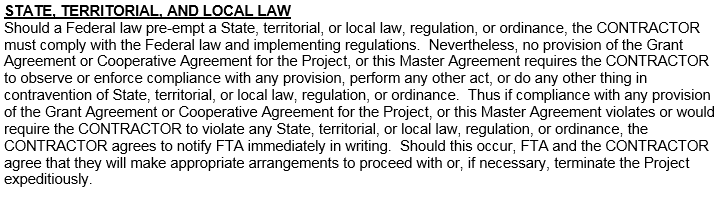 STATE, TERRITORIAL, AND LOCAL LAW
Should a Federal law pre-empt a State, territorial, or local law, regulation, or ordinance, the CONTRACTOR
must comply with the Federal law and implementing regulations.  Nevertheless, no provision of the Grant
Agreement or Cooperative Agreement for the Project, or this Master Agreement requires the CONTRACTOR
to observe or enforce compliance with any provision, perform any other act, or do any other thing in
contravention of State, territorial, or local law, regulation, or ordinance.  Thus if compliance with any provision
of the Grant Agreement or Cooperative Agreement for the Project, or this Master Agreement violates or would
require the CONTRACTOR to violate any State, territorial, or local law, regulation, or ordinance, the
CONTRACTOR agrees to notify FTA immediately in writing.  Should this occur, FTA and the CONTRACTOR
agree that they will make appropriate arrangements to proceed with or, if necessary, terminate the Project
expeditiously.